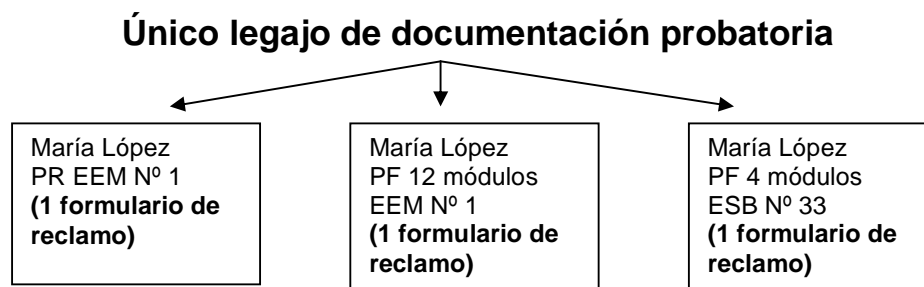 Único legajo de documentación probatoria
María López
PR EEM Nº 1
(1 formulario de
reclamo)
María López
PF 12 módulos
EEM Nº 1
(1 formulario de
reclamo)
María López
PF 4 módulos
ESB Nº 33
(1 formulario de
reclamo)